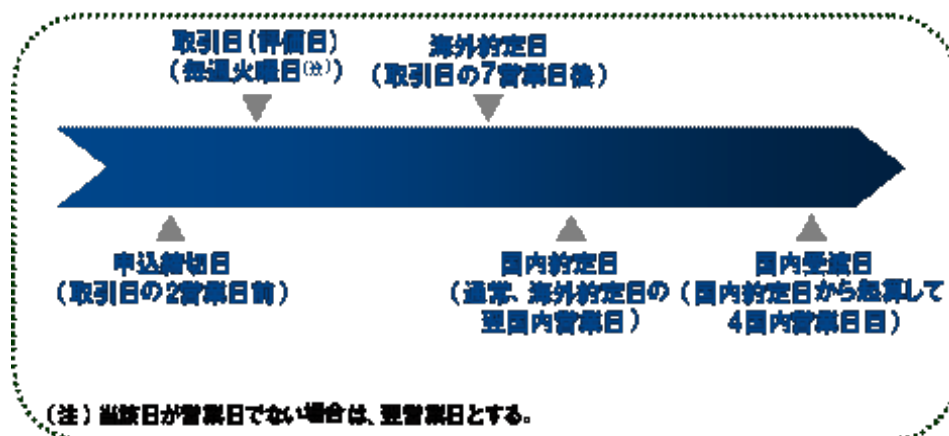 取引日(評価日)
(毎週火曜日(注))
海外約定日
(取引日の7営業日後)
申込締切日
(取引日の2営業日前)
国内約定日
(通常、海外約定日の
翌国内営業日)
国内受渡日
(国内約定日から起算して
4国内営業日目)
(注)当該日が営業日でない場合は、翌営業日とする。